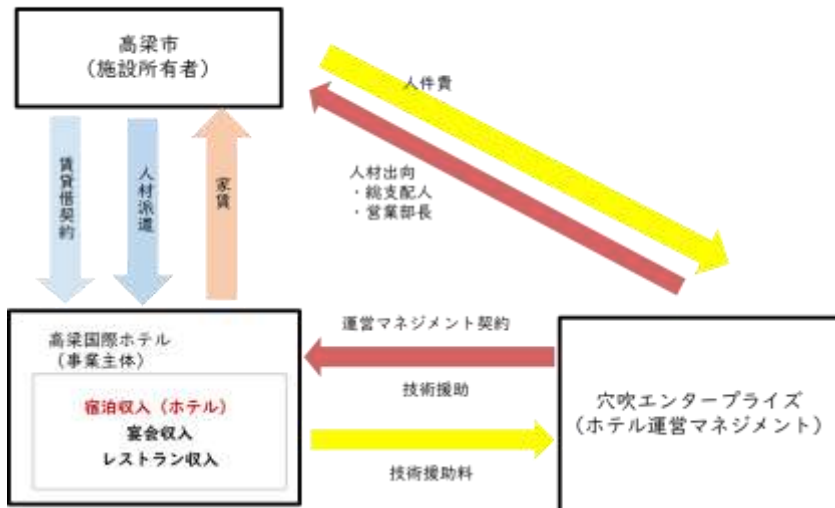 高梁市
（施設所有者）
人件費
賃貸借契約
人材派遣
家賃
人材出向
・総支配人
・営業部長
高梁国際ホテル
（事業主体）
宿泊収入（ホテル）
宴会収入
レストラン収入
運営マネジメント契約
技術援助
技術援助料
穴吹エンタープライズ
（ホテル運営マネジメント）